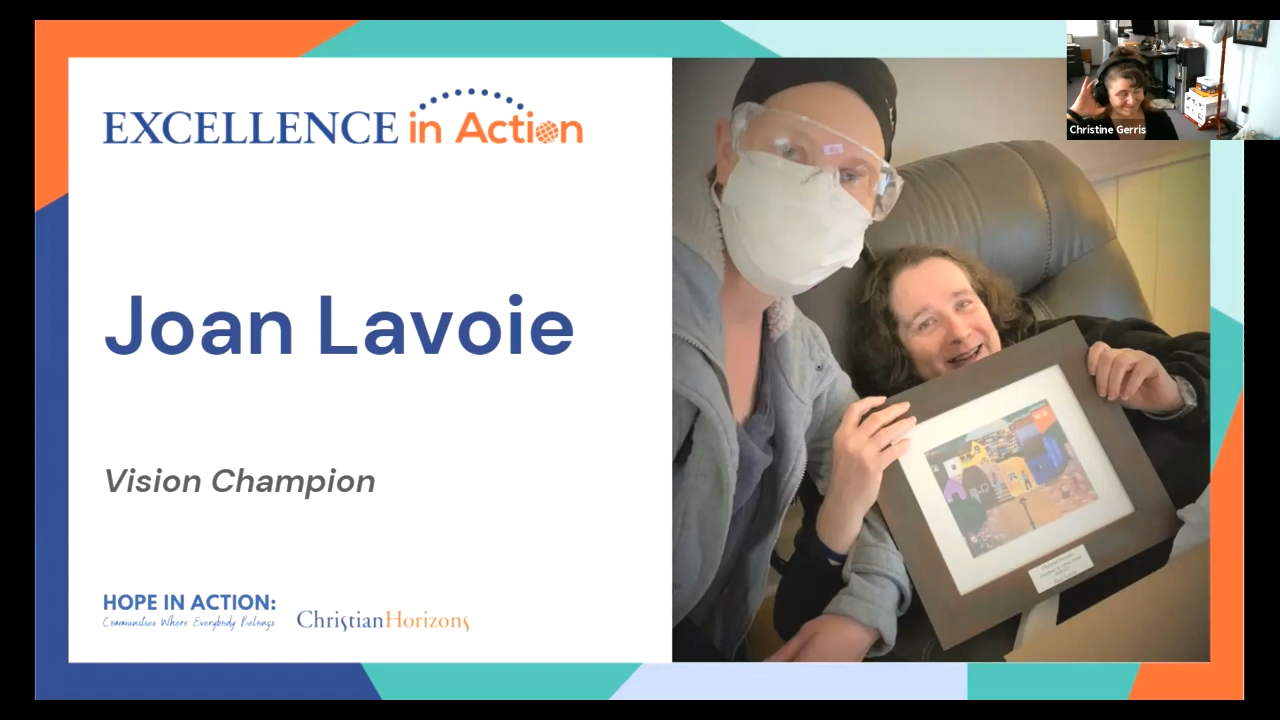 EXCELLENCE in Action
Christine Gerris
Joan Lavoie
Vision Champion
HOPE IN ACTION:
Communities Where Everybody Belongs
ChristianHorizons